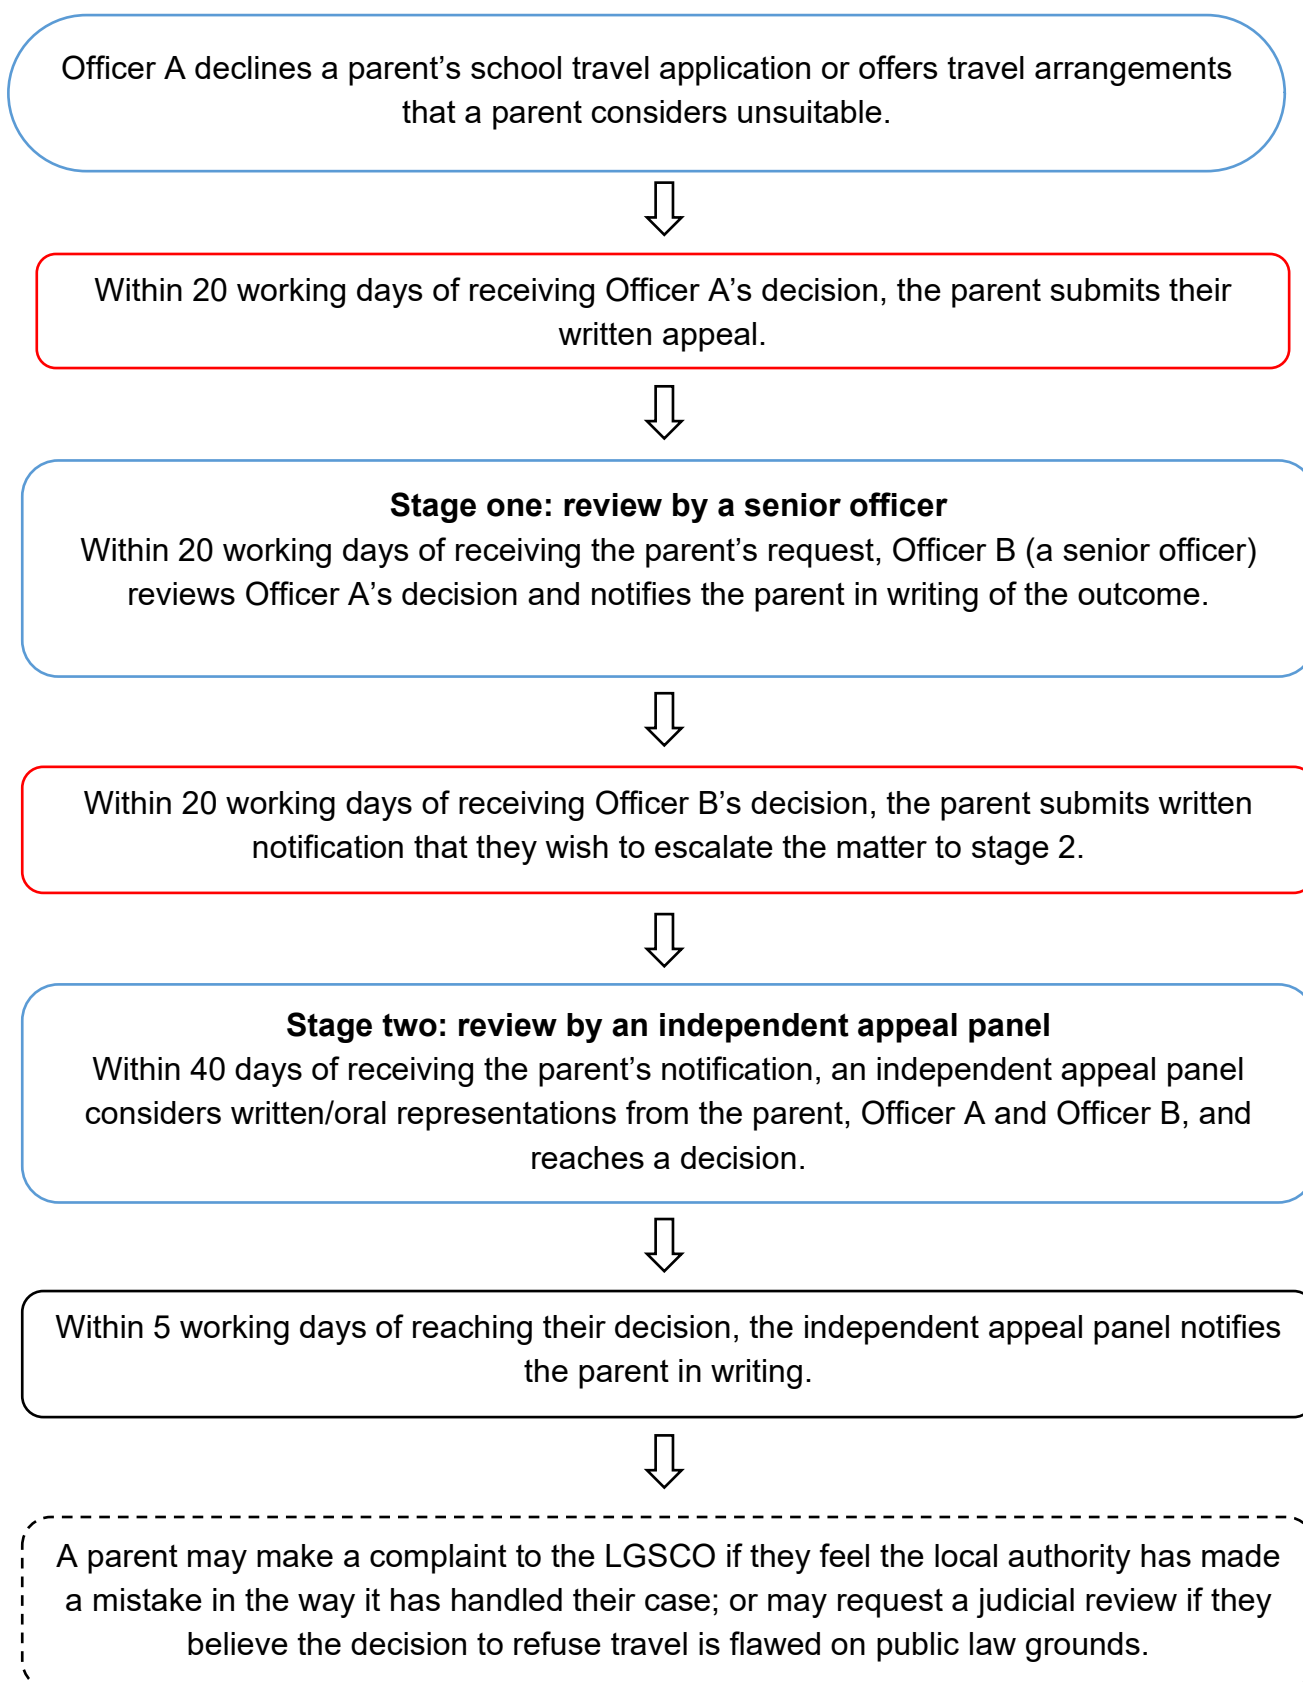 Officer A declines a parent’s school travel application or offers travel arrangements
that a parent considers unsuitable.
Within 20 working days of receiving Officer A’s decision, the parent submits their
written appeal.
Stage one: review by a senior officer
Within 20 working days of receiving the parent’s request, Officer B (a senior officer)
reviews Officer A’s decision and notifies the parent in writing of the outcome.
Within 20 working days of receiving Officer B’s decision, the parent submits written
notification that they wish to escalate the matter to stage 2.
Stage two: review by an independent appeal panel
Within 40 days of receiving the parent’s notification, an independent appeal panel
considers written/oral representations from the parent, Officer A and Officer B, and
reaches a decision.
Within 5 working days of reaching their decision, the independent appeal panel notifies
the parent in writing.
A parent may make a complaint to the LGSCO if they feel the local authority has made
a mistake in the way it has handled their case; or may request a judicial review if they
believe the decision to refuse travel is flawed on public law grounds.